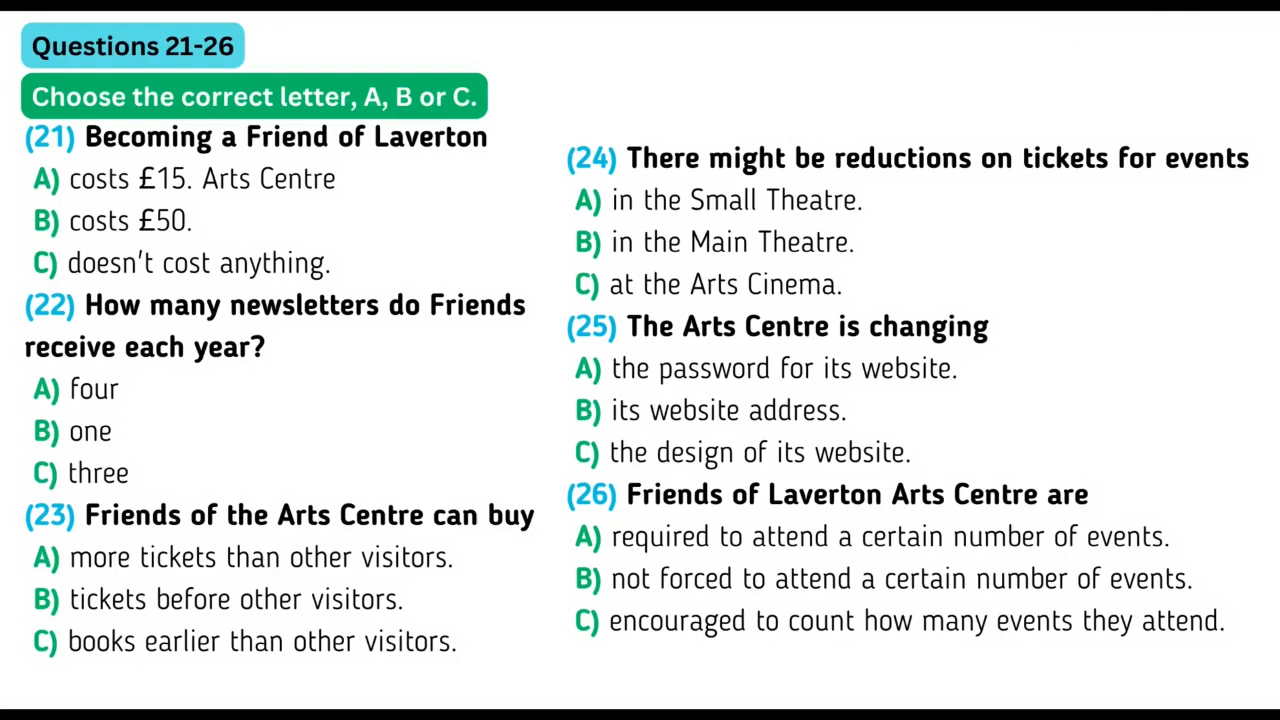 Questions 21-26
Choose the correct letter, A, B or C.
(21) Becoming a Friend of Laverton
A) costs £15. Arts Centre
B) costs £50.
C) doesn't cost anything.
(22) How many newsletters do Friends
receive each year?
A) four
B) one
C) three
(23) Friends of the Arts Centre can buy
A) more tickets than other visitors.
B) tickets before other visitors.
C) books earlier than other visitors.
(24) There might be reductions on tickets for events
A) in the Small Theatre.
B) in the Main Theatre.
C) at the Arts Cinema.
(25) The Arts Centre is changing
A) the password for its website.
B) its website address.
C) the design of its website.
(26) Friends of Laverton Arts Centre are
A) required to attend a certain number of events.
B) not forced to attend a certain number of events.
C) encouraged to count how many events they attend.